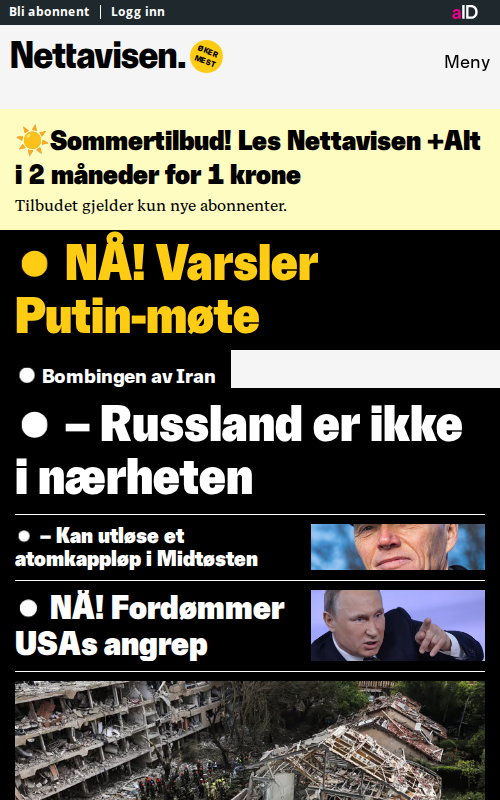 Bli abonnent
Logg inn
aID
Nettavisen.
ØKER
MEST
Meny
☀️Sommertilbud! Les Nettavisen +Alt
i 2 måneder for 1 krone
Tilbudet gjelder kun nye abonnenter.
● NÅ! Varsler
Putin-møte
● Bombingen av Iran
● – Russland er ikke
i nærheten
● – Kan utløse et
atomkappløp i Midtøsten
● NÅ! Fordømmer
USAs angrep